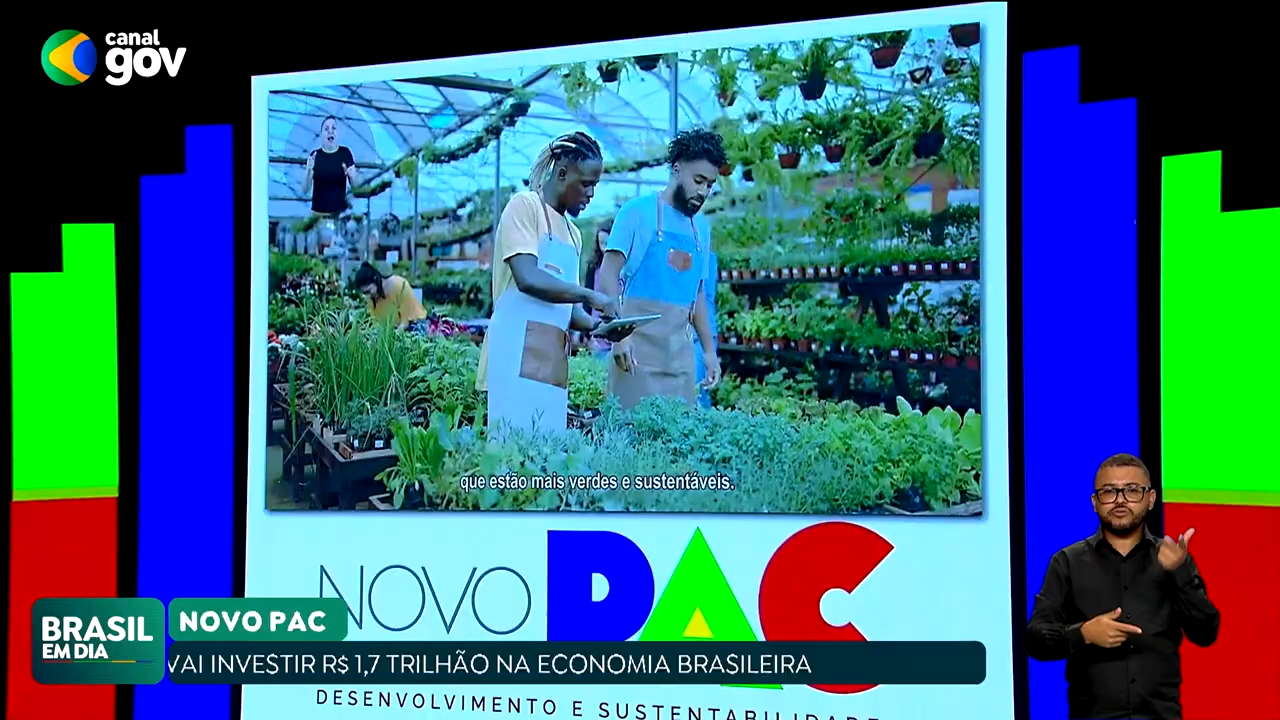 canal
gov
que estão mais verdes e sustentáveis.
NOVO PAC
BRASIL
EM DIA
NOVO PAC
VAI INVESTIR R$ 1,7 TRILHÃO NA ECONOMIA BRASILEIRA
DESENVOLVIMENTO E SUSTENTABILIDADE